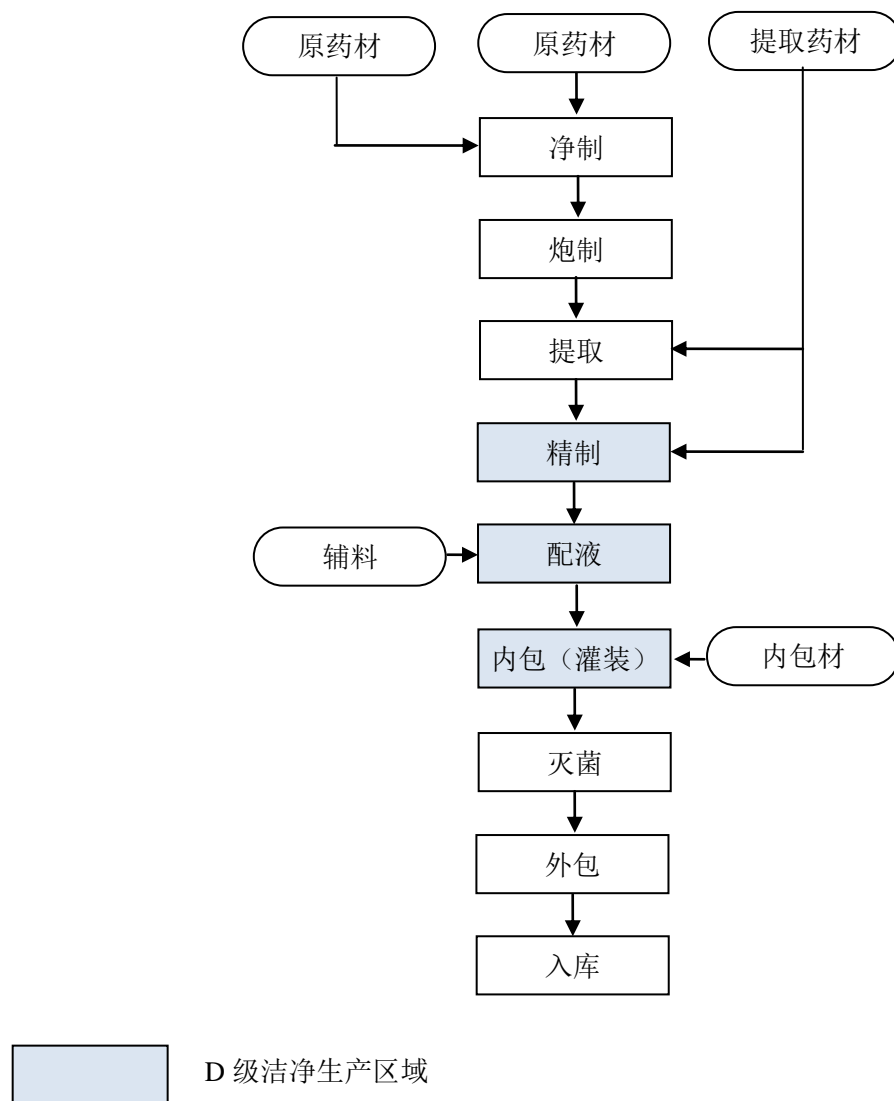 原药材
原药材
提取药材
净制
炮制
提取
精制
辅料
配液
内包（灌装）
内包材
灭菌
外包
入库
D 级洁净生产区域